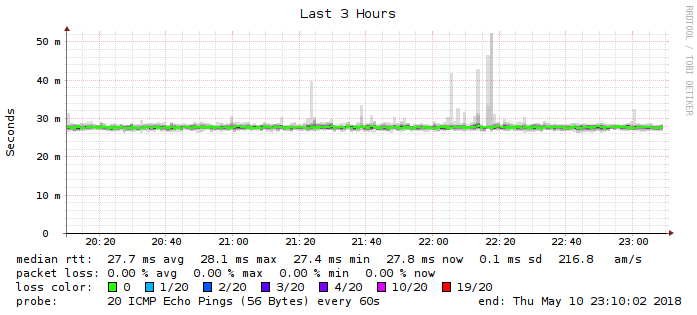 Last 3 Hours
RRDTOOL / TOBI OETIKER
Seconds
50 m
40 m
30 m
20 m
10 m
0
20:20 20:40 21:00 21:20 21:40 22:00 22:20 22:40 23:00
median rtt: 27.7 ms avg 28.1 ms max 27.4 ms min 27.8 ms now 0.1 ms sd 216.8 am/s
packet loss: 0.00 % avg 0.00 % max 0.00 % min 0.00 % now
loss color: 0 1/20 2/20 3/20 4/20 10/20 19/20
probe: 20 ICMP Echo Pings (56 Bytes) every 60s end: Thu May 10 23:10:02 2018